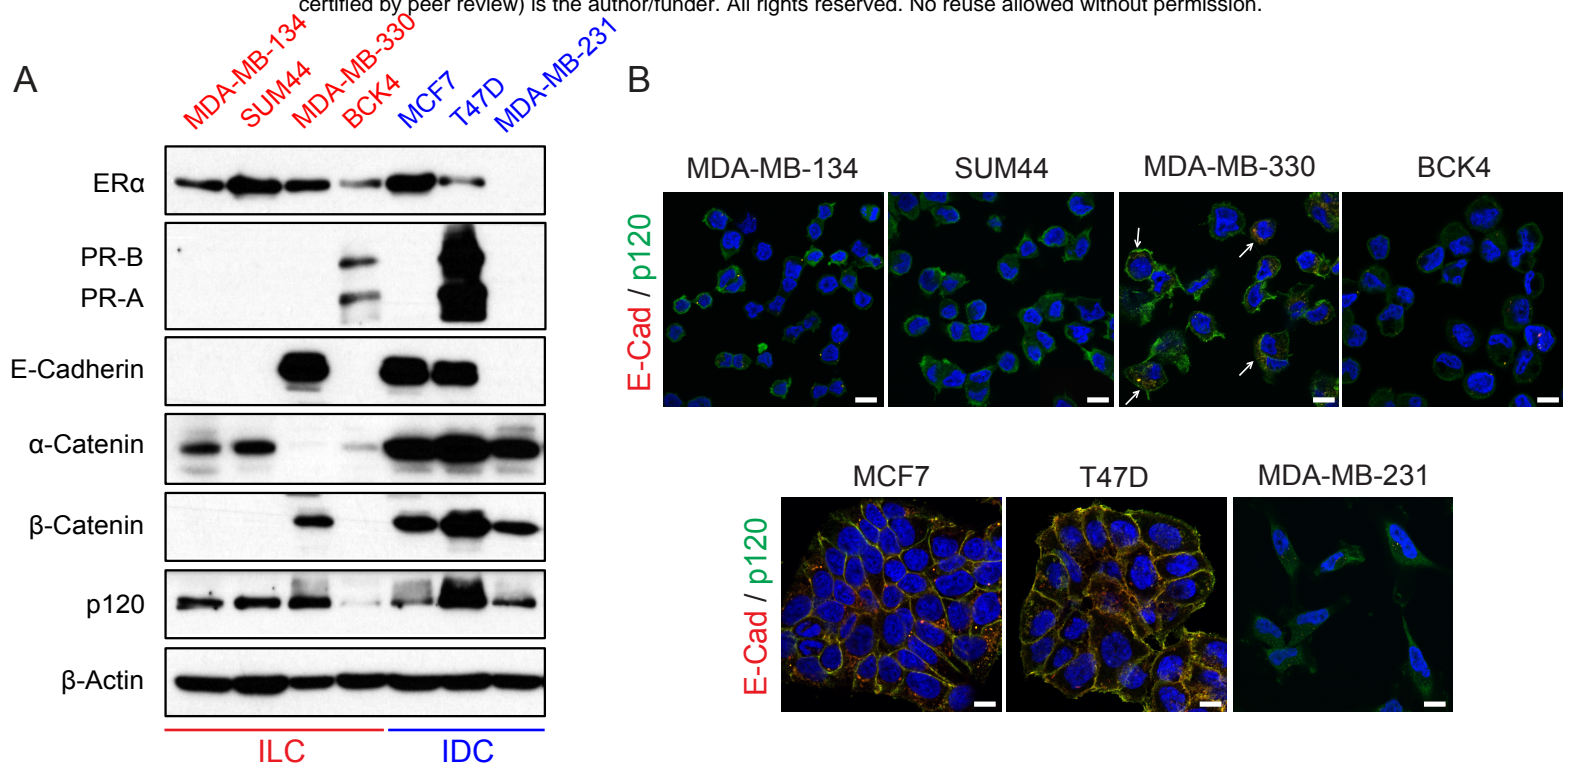 certified by peer review) is the author/funder. All rights reserved. No reuse allowed without permission.
A
MDA-MB-134
SUM44
MDA-MB-330
BCK4
MCF7
T47D
MDA-MB-231
ERα
PR-B
PR-A
E-Cadherin
α-Catenin
β-Catenin
p120
β-Actin
ILC
IDC
B
MDA-MB-134
SUM44
MDA-MB-330
BCK4
E-Cad / p120
MCF7
T47D
MDA-MB-231
E-Cad / p120